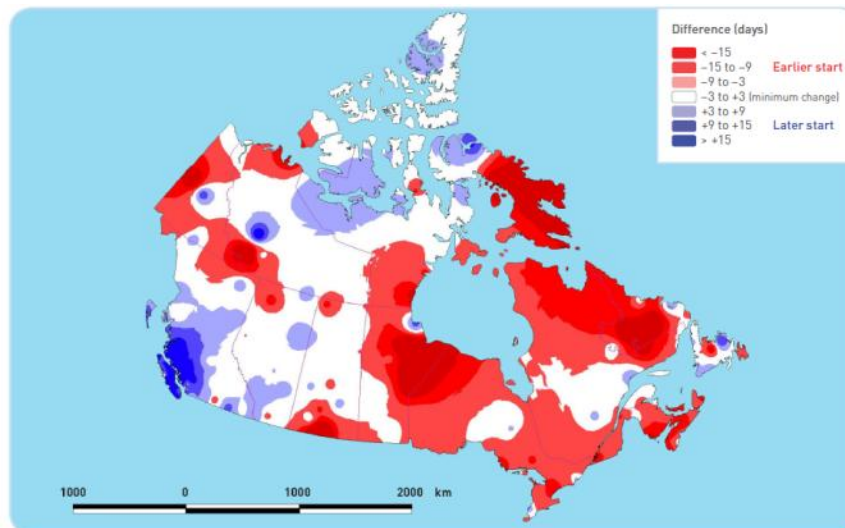 Difference (days)
< –15
–15 to –9 Earlier start
–9 to –3
–3 to +3 (minimum change)
+3 to +9
+9 to +15 Later start
> +15
1000 0 1000 2000 km